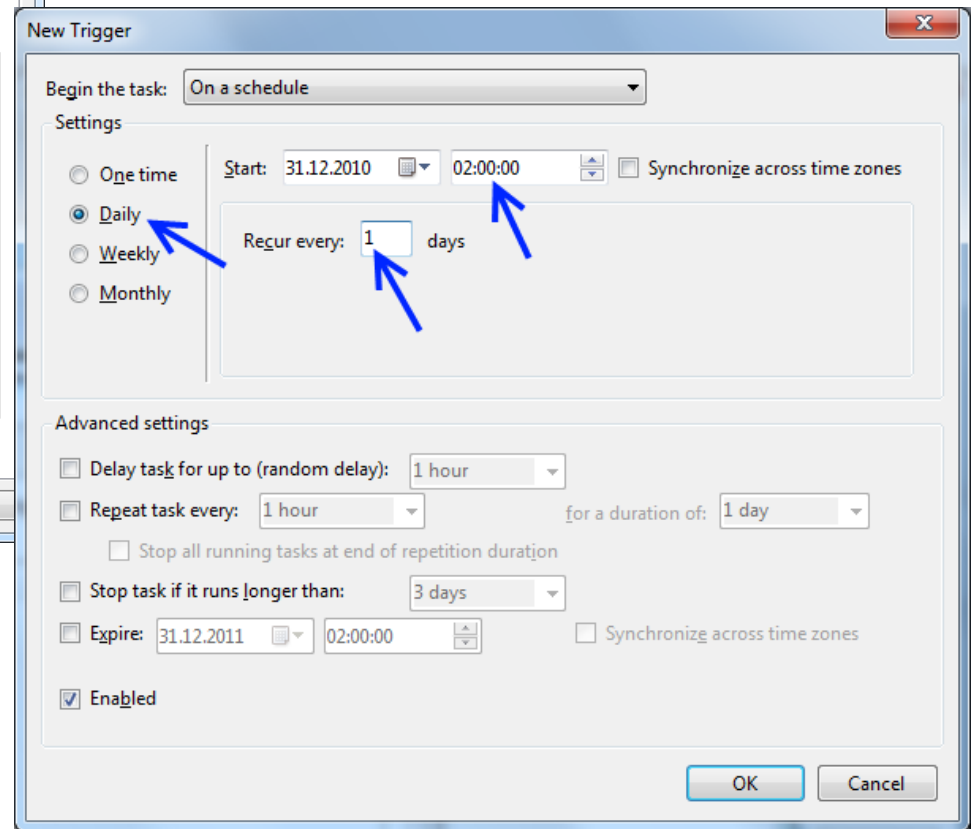 New Trigger
Begin the task: On a schedule
Settings
One time
Start: 31.12.2010 02:00:00 Synchronize across time zones
Daily
Recur every: 1 days
Weekly
Monthly
Advanced settings
Delay task for up to (random delay): 1 hour
Repeat task every: 1 hour for a duration of: 1 day
Stop all running tasks at end of repetition duration
Stop task if it runs longer than: 3 days
Expire: 31.12.2011 02:00:00 Synchronize across time zones
Enabled
OK Cancel